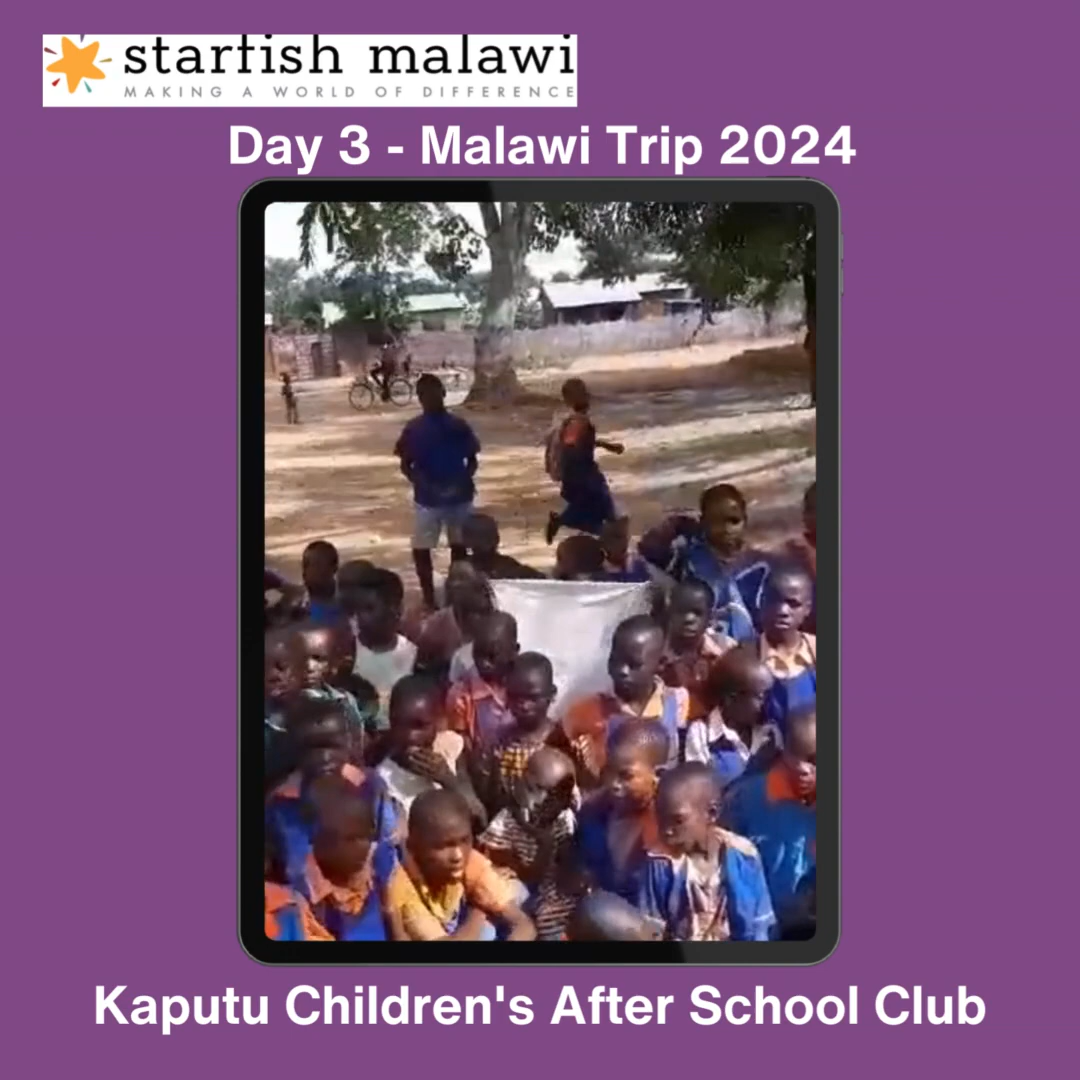 starfish malawi
MAKING A WORLD OF DIFFERENCE
Day 3 - Malawi Trip 2024
Kaputu Children's After School Club